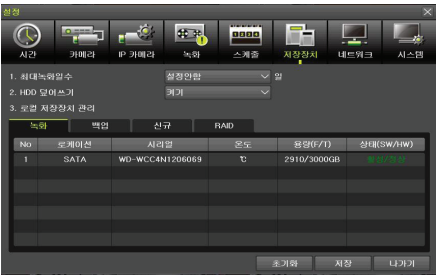 설정
시간 카메라 IP 카메라 녹화 스케줄 저장장치 네트워크 시스템
1. 최대녹화일수 설정안함 일
2. HDD 덮어쓰기 켜기
3. 로컬 저장장치 관리
녹화 백업 신규 RAID
No 로케이션 시리얼 온도 용량(F/T) 상태(SW/HW)
1 SATA WD-WCC4N1206069 ℃ 2910/3000GB 활성/정상
초기화 저장 나가기